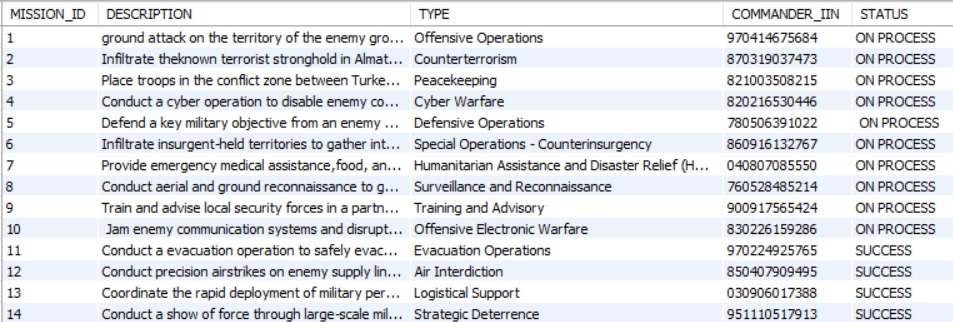 MISSION_ID DESCRIPTION TYPE COMMANDER_IIN STATUS
1 ground attack on the territory of the enemy gro... Offensive Operations 970414675684 ON PROCESS
2 Infiltrate theknown terrorist stronghold in Almat... Counterterrorism 870319037473 ON PROCESS
3 Place troops in the conflict zone between Turke... Peacekeeping 821003508215 ON PROCESS
4 Conduct a cyber operation to disable enemy co... Cyber Warfare 820216530446 ON PROCESS
5 Defend a key military objective from an enemy ... Defensive Operations 780506391022 ON PROCESS
6 Infiltrate insurgent-held territories to gather int... Special Operations - Counterinsurgency 860916132767 ON PROCESS
7 Provide emergency medical assistance,food, an... Humanitarian Assistance and Disaster Relief (H... 040807085550 ON PROCESS
8 Conduct aerial and ground reconnaissance to g... Surveillance and Reconnaissance 760528485214 ON PROCESS
9 Train and advise local security forces in a partn... Training and Advisory 900917565424 ON PROCESS
10 Jam enemy communication systems and disrupt... Offensive Electronic Warfare 830226159286 ON PROCESS
11 Conduct a evacuation operation to safely evac... Evacuation Operations 970224925765 SUCCESS
12 Conduct precision airstrikes on enemy supply lin... Air Interdiction 850407909495 SUCCESS
13 Coordinate the rapid deployment of military per... Logistical Support 030906017388 SUCCESS
14 Conduct a show of force through large-scale mil... Strategic Deterrence 951110517913 SUCCESS